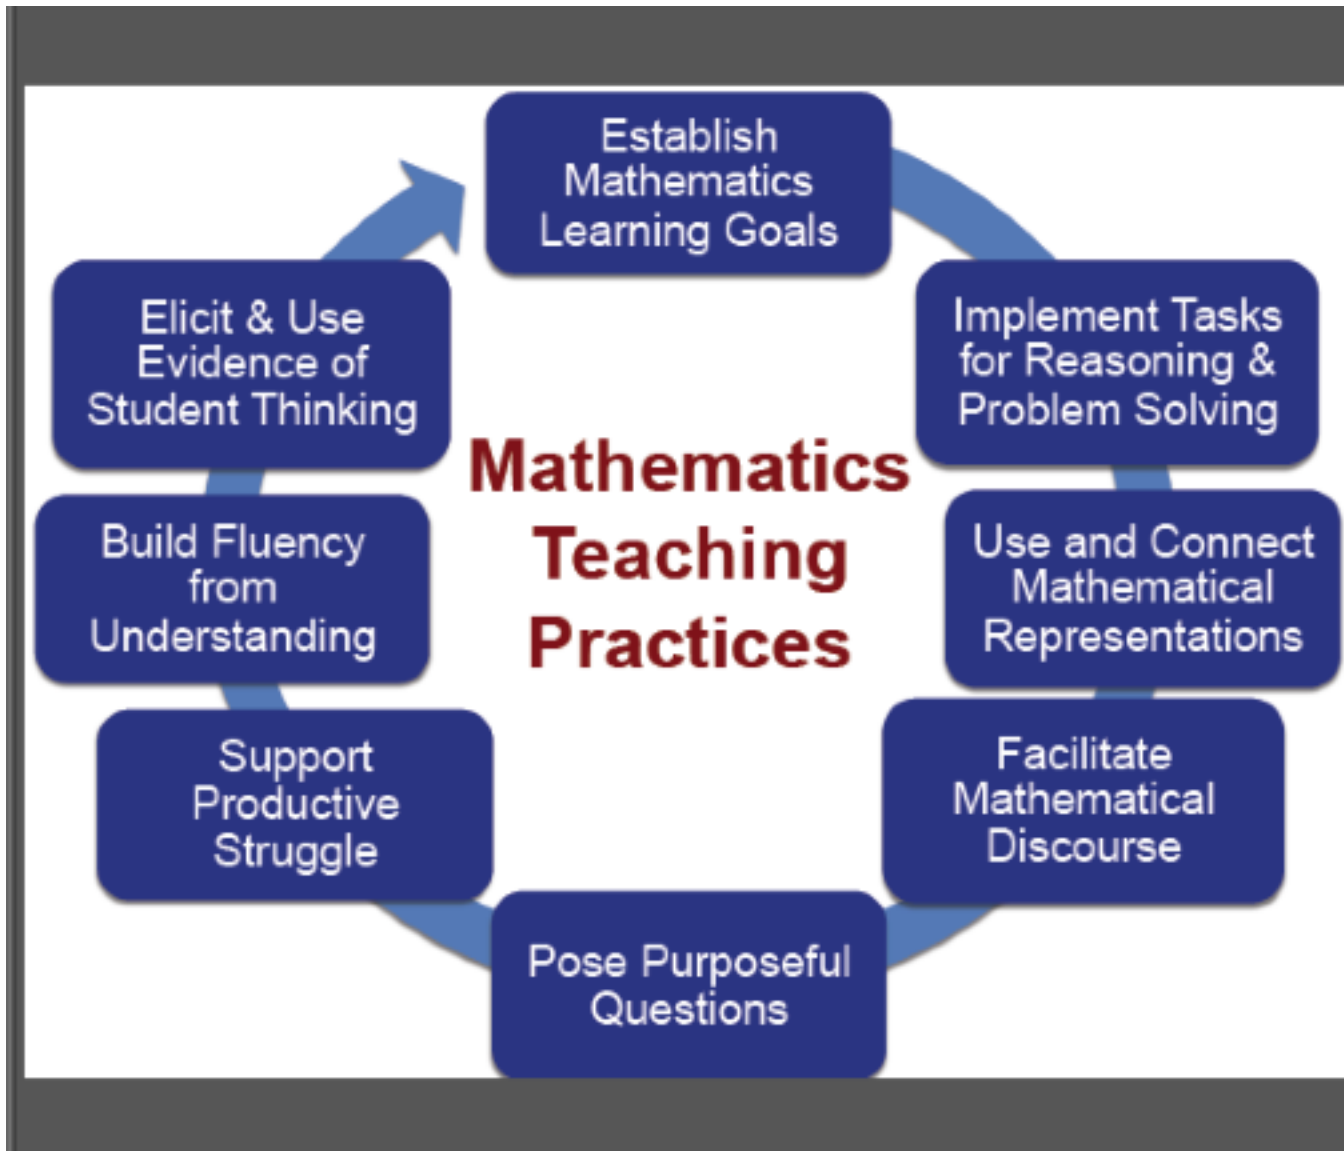 Establish
Mathematics
Learning Goals
Implement Tasks
for Reasoning &
Problem Solving
Use and Connect
Mathematical
Representations
Facilitate
Mathematical
Discourse
Pose Purposeful
Questions
Support
Productive
Struggle
Build Fluency
from
Understanding
Elicit & Use
Evidence of
Student Thinking
Mathematics
Teaching
Practices